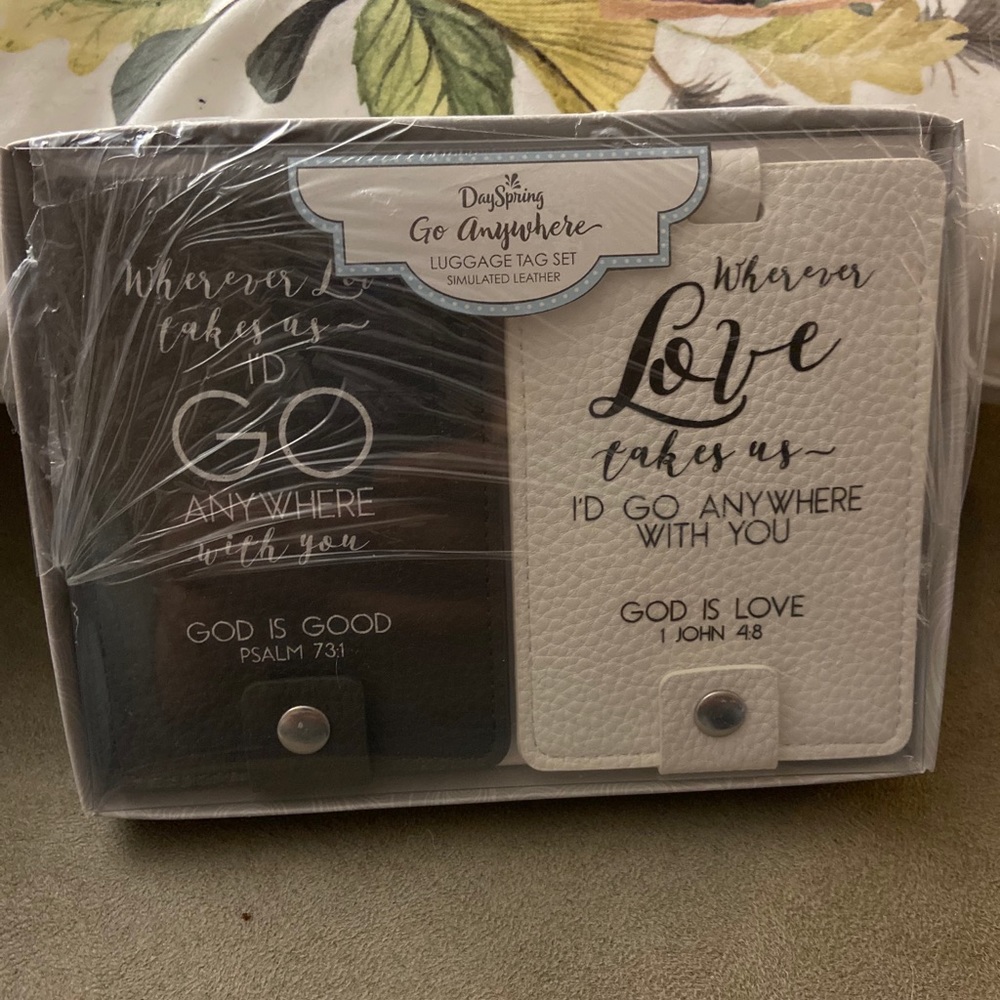 DaySpring
Go Anywhere
LUGGAGE TAG SET
SIMULATED LEATHER
Wherever
takes us~
I'D
GO
ANYWHERE
with you
GOD IS GOOD
PSALM 73:1
Wherever
Love
takes us~
I'D GO ANYWHERE
WITH YOU
GOD IS LOVE
1 JOHN 4:8